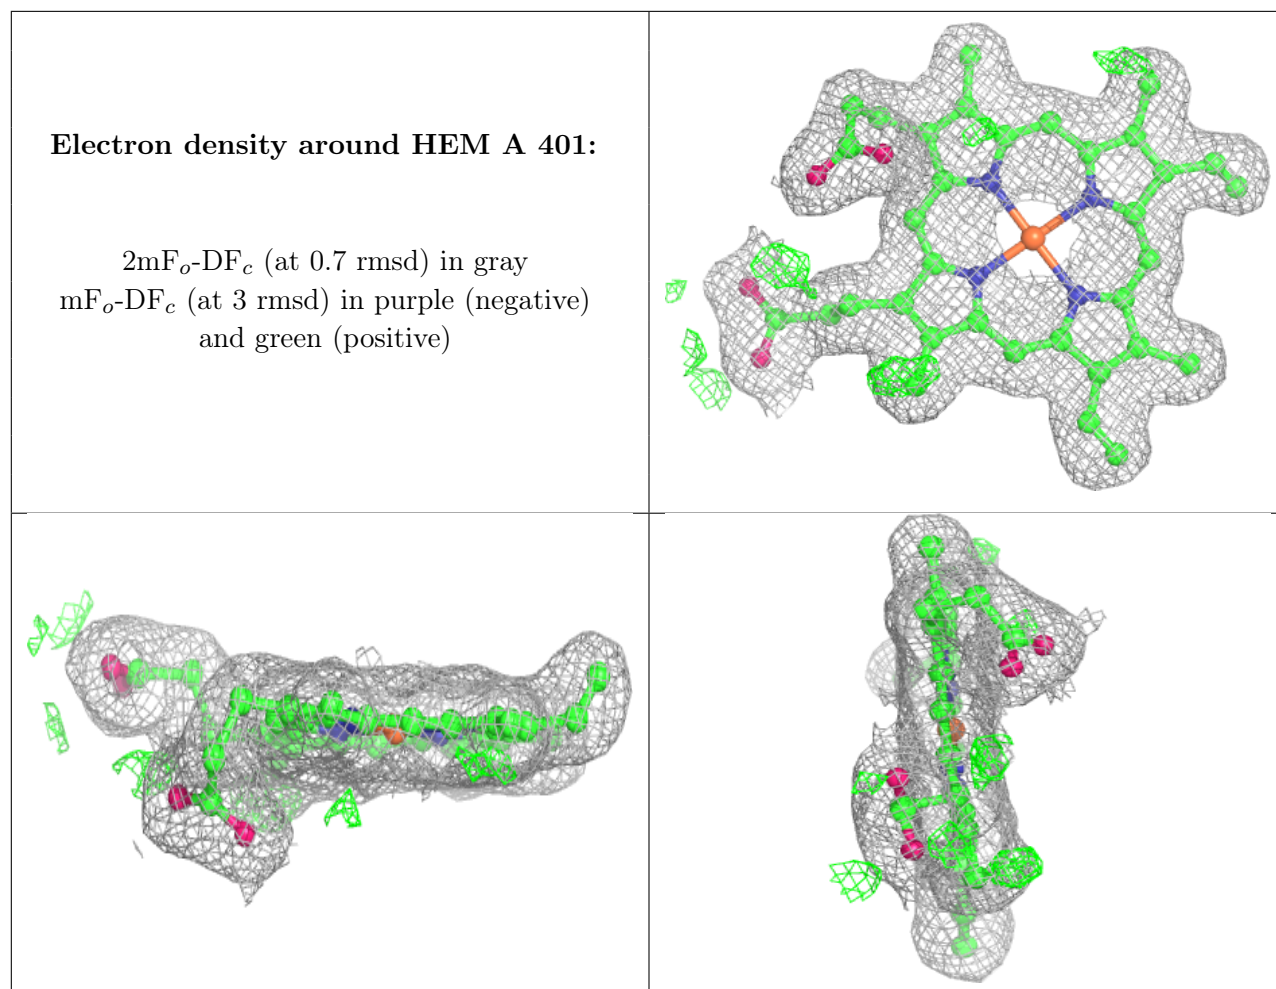 Electron density around HEM A 401:
2mFo-DFc (at 0.7 rmsd) in gray
mFo-DFc (at 3 rmsd) in purple (negative)
and green (positive)